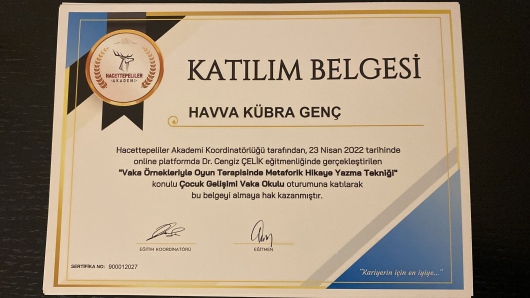 HACETTEPELİLER
AKADEMİ
KATILIM BELGESİ
HAVVA KÜBRA GENÇ
Hacettepeliler Akademi Koordinatörlüğü tarafından, 23 Nisan 2022 tarihinde
online platformda Dr. Cengiz ÇELİK eğitmenliğinde gerçekleştirilen
"Vaka Örnekleriyle Oyun Terapisinde Metaforik Hikaye Yazma Tekniği"
konulu Çocuk Gelişimi Vaka Okulu oturumuna katılarak
bu belgeyi almaya hak kazanmıştır.
EĞİTİM KOORDİNATÖRÜ
EĞİTMEN
SERTİFİKA NO: 900012027
"Kariyerin için en iyiye..."